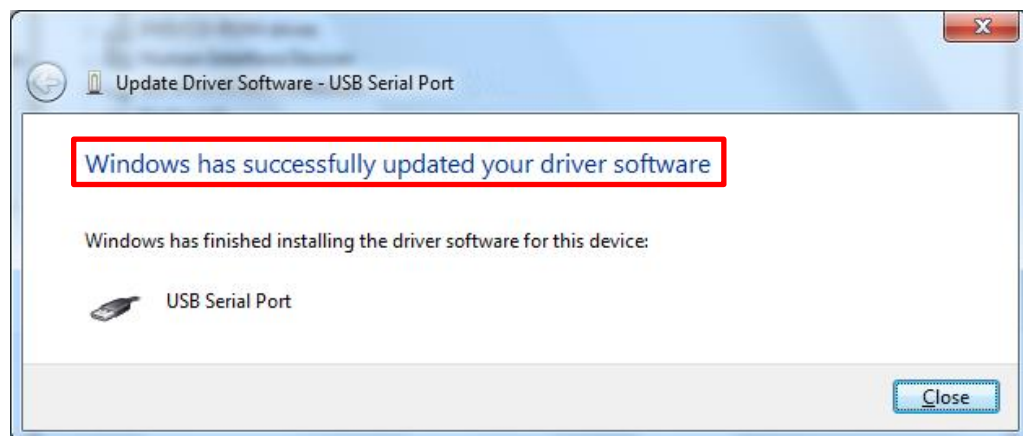 Update Driver Software - USB Serial Port
Windows has successfully updated your driver software
Windows has finished installing the driver software for this device:
USB Serial Port
Close